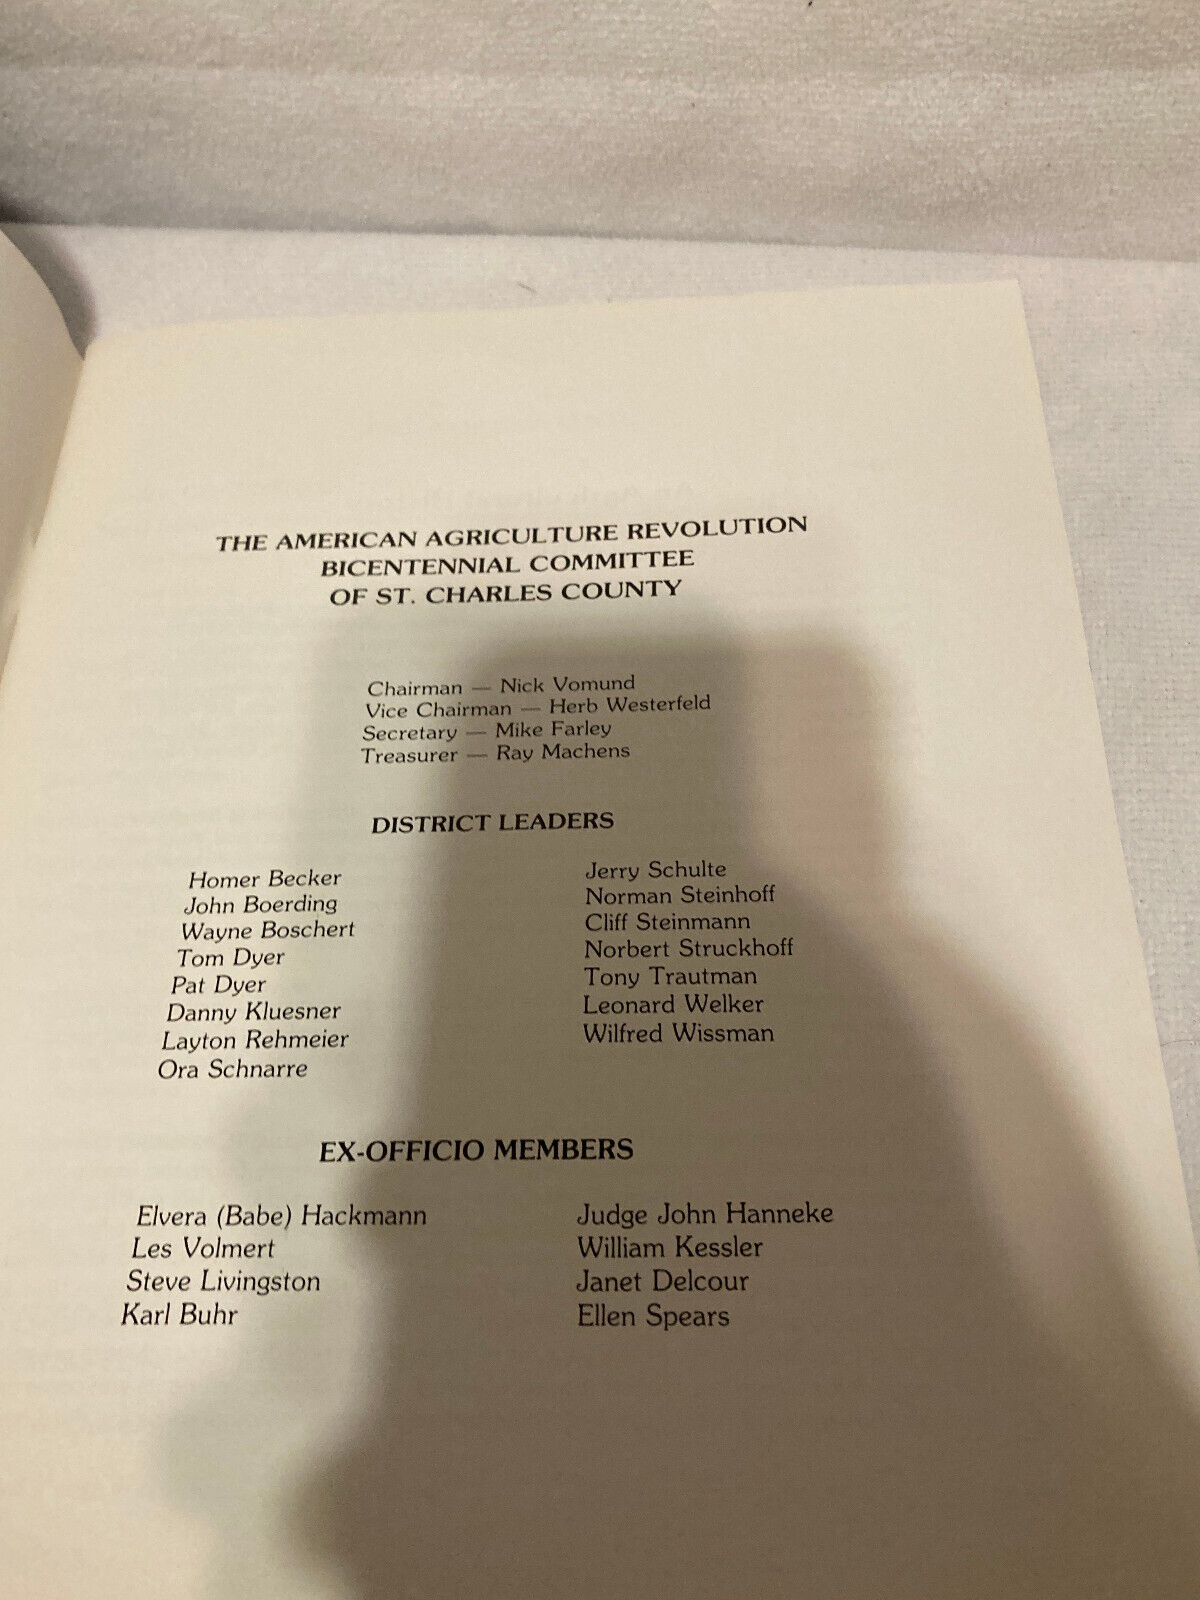 THE AMERICAN AGRICULTURE REVOLUTION
BICENTENNIAL COMMITTEE
OF ST. CHARLES COUNTY
Chairman — Nick Vomund
Vice Chairman — Herb Westerfeld
Secretary — Mike Farley
Treasurer — Ray Machens
DISTRICT LEADERS
Homer Becker
John Boerding
Wayne Boschert
Tom Dyer
Pat Dyer
Danny Kluesner
Layton Rehmeier
Ora Schnarre
Jerry Schulte
Norman Steinhoff
Cliff Steinmann
Norbert Struckhoff
Tony Trautman
Leonard Welker
Wilfred Wissman
EX-OFFICIO MEMBERS
Elvera (Babe) Hackmann
Les Volmert
Steve Livingston
Karl Buhr
Judge John Hanneke
William Kessler
Janet Delcour
Ellen Spears